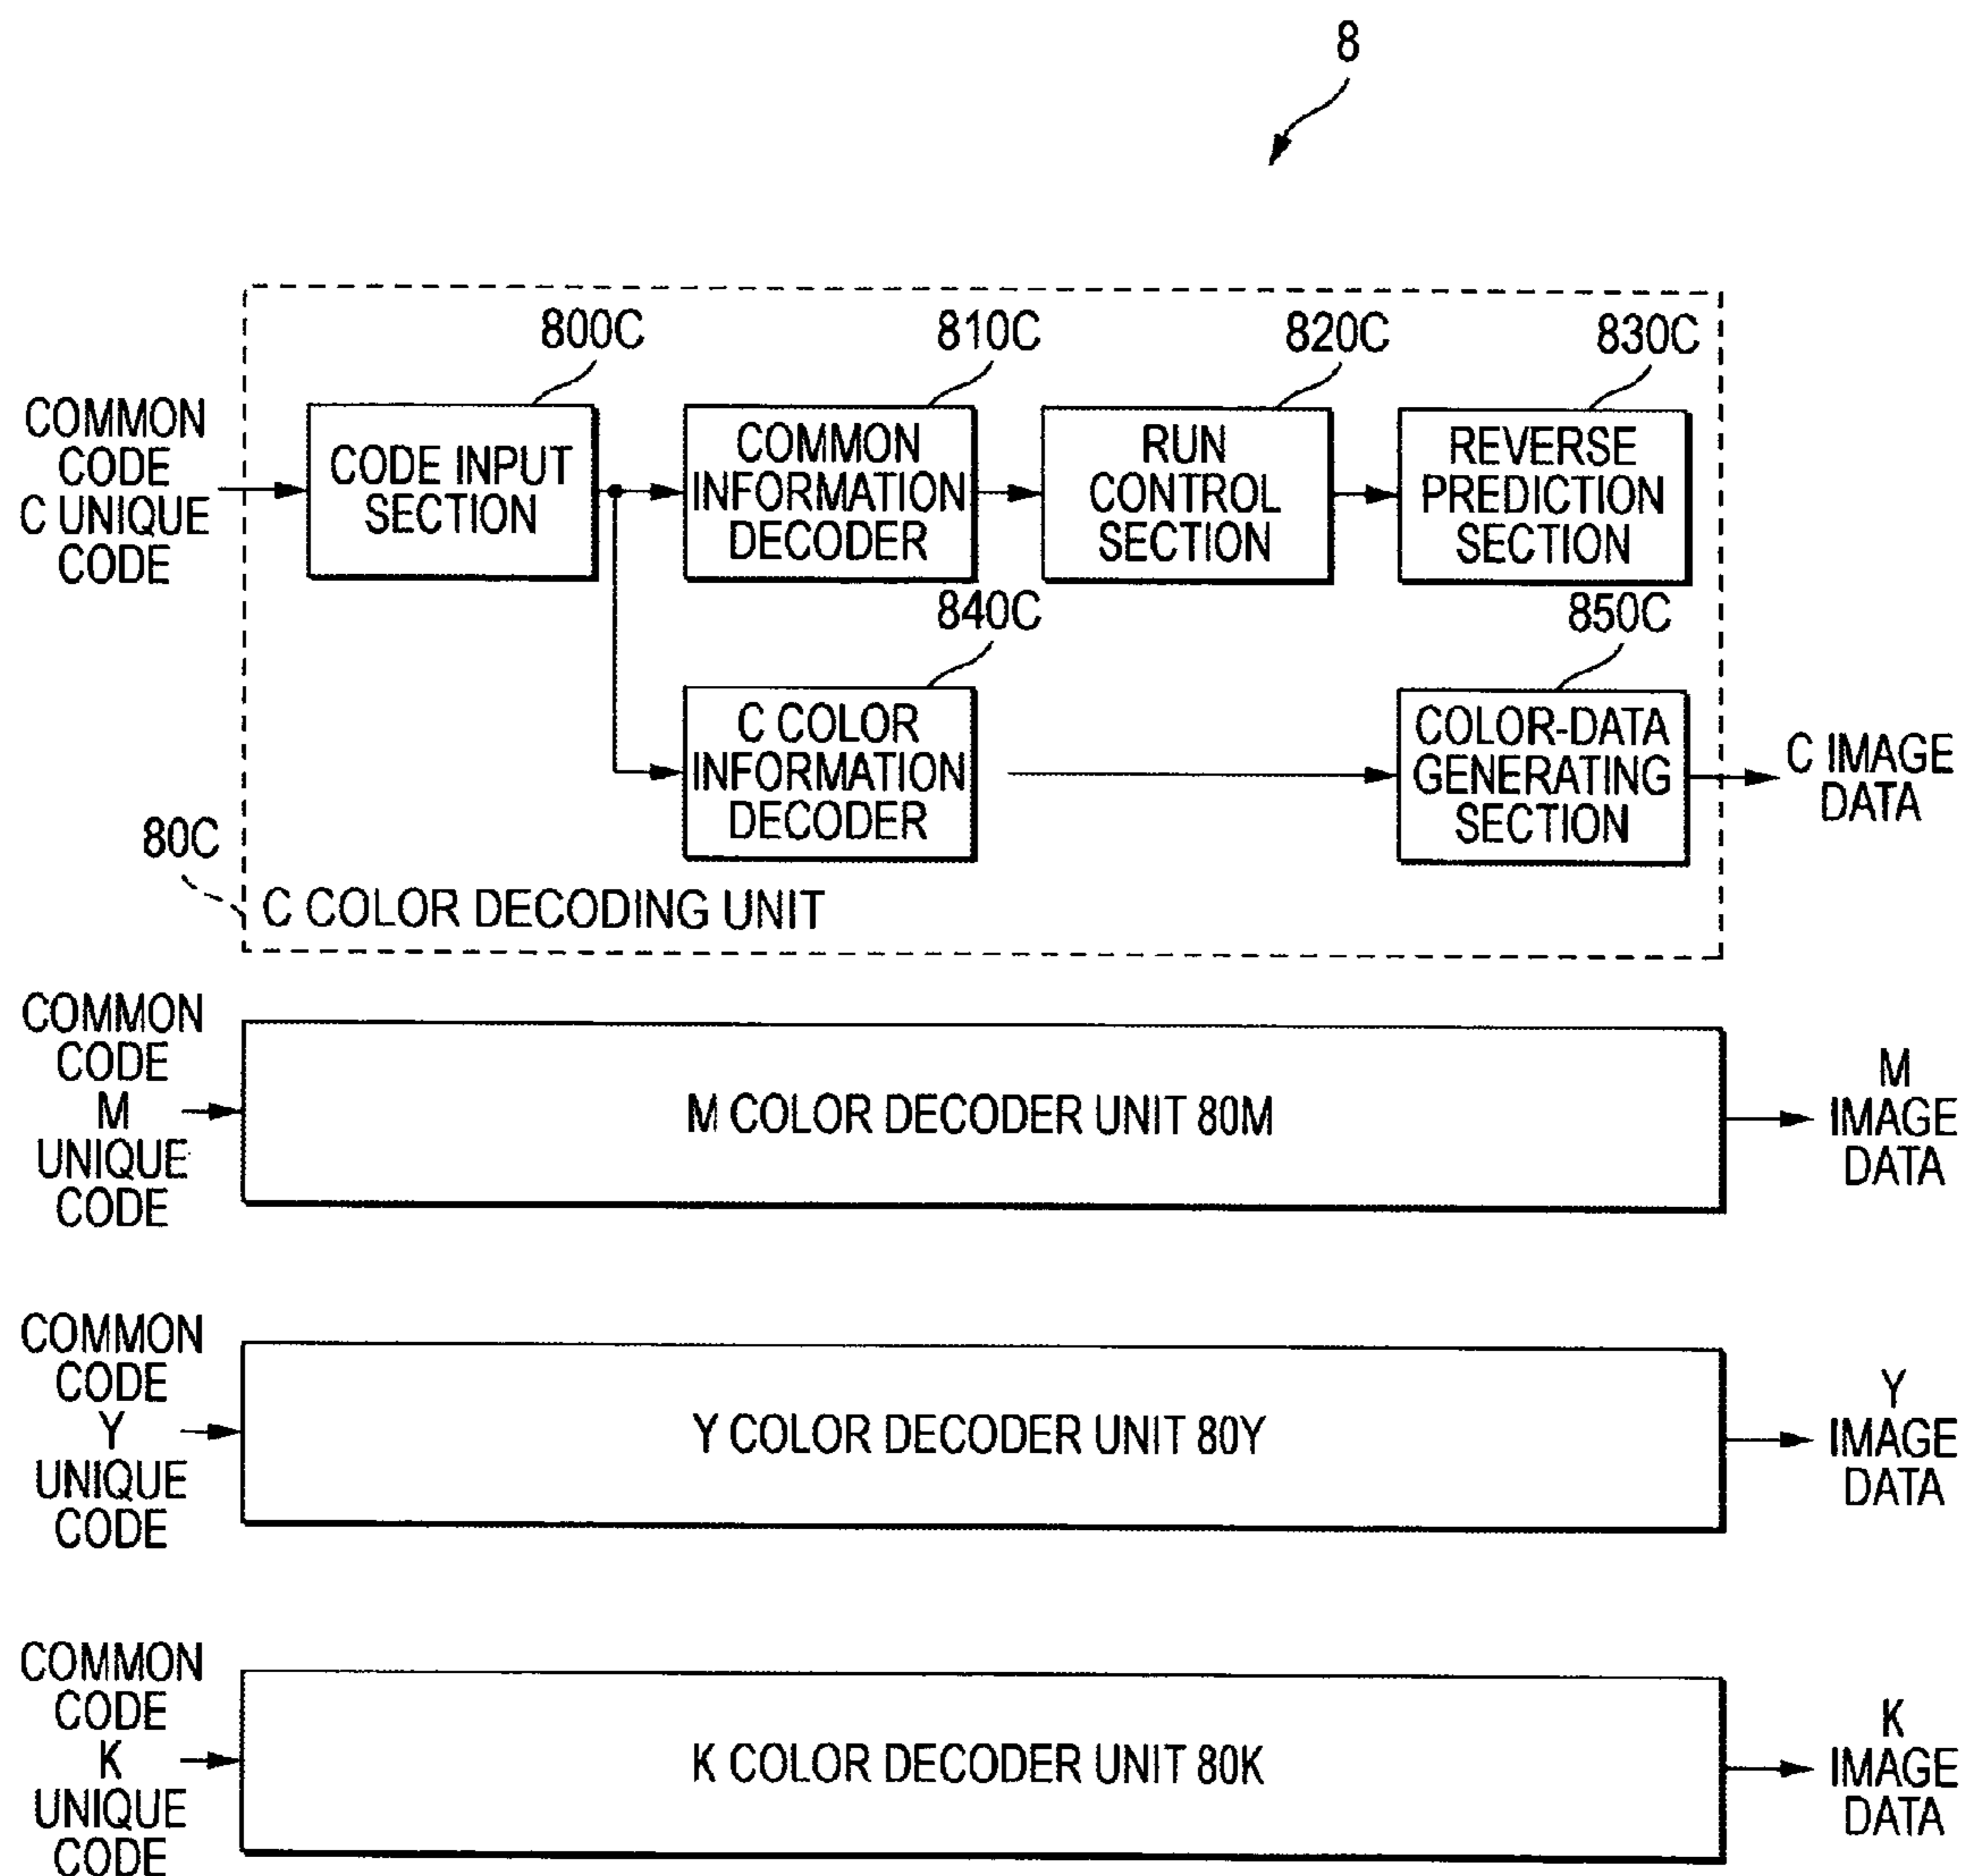 8
800C
810C
820C
830C
COMMON
CODE
C UNIQUE
CODE
CODE INPUT
SECTION
COMMON
INFORMATION
DECODER
RUN
CONTROL
SECTION
REVERSE
PREDICTION
SECTION
840C
850C
C COLOR
INFORMATION
DECODER
COLOR-DATA
GENERATING
SECTION
C IMAGE
DATA
80C
C COLOR DECODING UNIT
COMMON
CODE
M
UNIQUE
CODE
M COLOR DECODER UNIT 80M
M
IMAGE
DATA
COMMON
CODE
Y
UNIQUE
CODE
Y COLOR DECODER UNIT 80Y
Y
IMAGE
DATA
COMMON
CODE
K
UNIQUE
CODE
K COLOR DECODER UNIT 80K
K
IMAGE
DATA